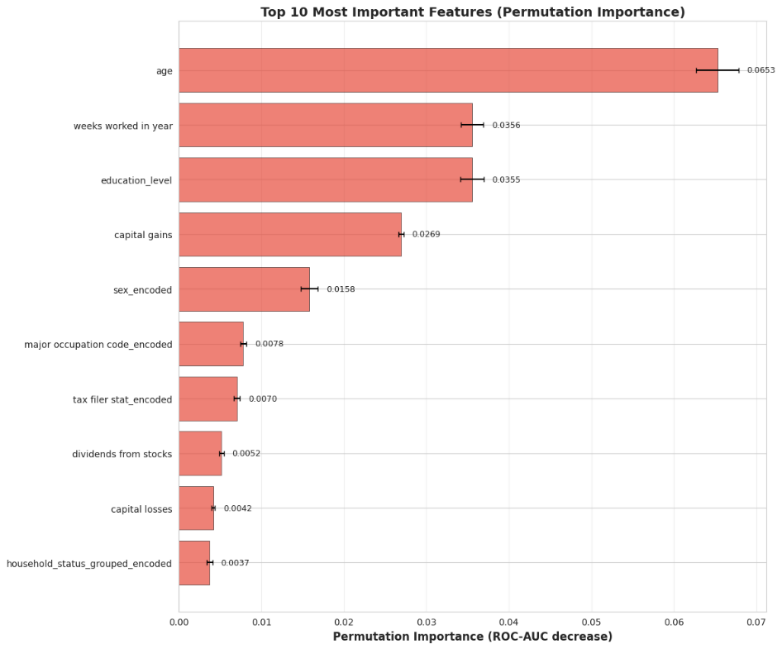 Top 10 Most Important Features (Permutation Importance)
age
0.0653
weeks worked in year
0.0356
education_level
0.0355
capital gains
0.0269
sex_encoded
0.0158
major occupation code_encoded
0.0078
tax filer stat_encoded
0.0070
dividends from stocks
0.0052
capital losses
0.0042
household_status_grouped_encoded
0.0037
0.00 0.01 0.02 0.03 0.04 0.05 0.06 0.07
Permutation Importance (ROC-AUC decrease)